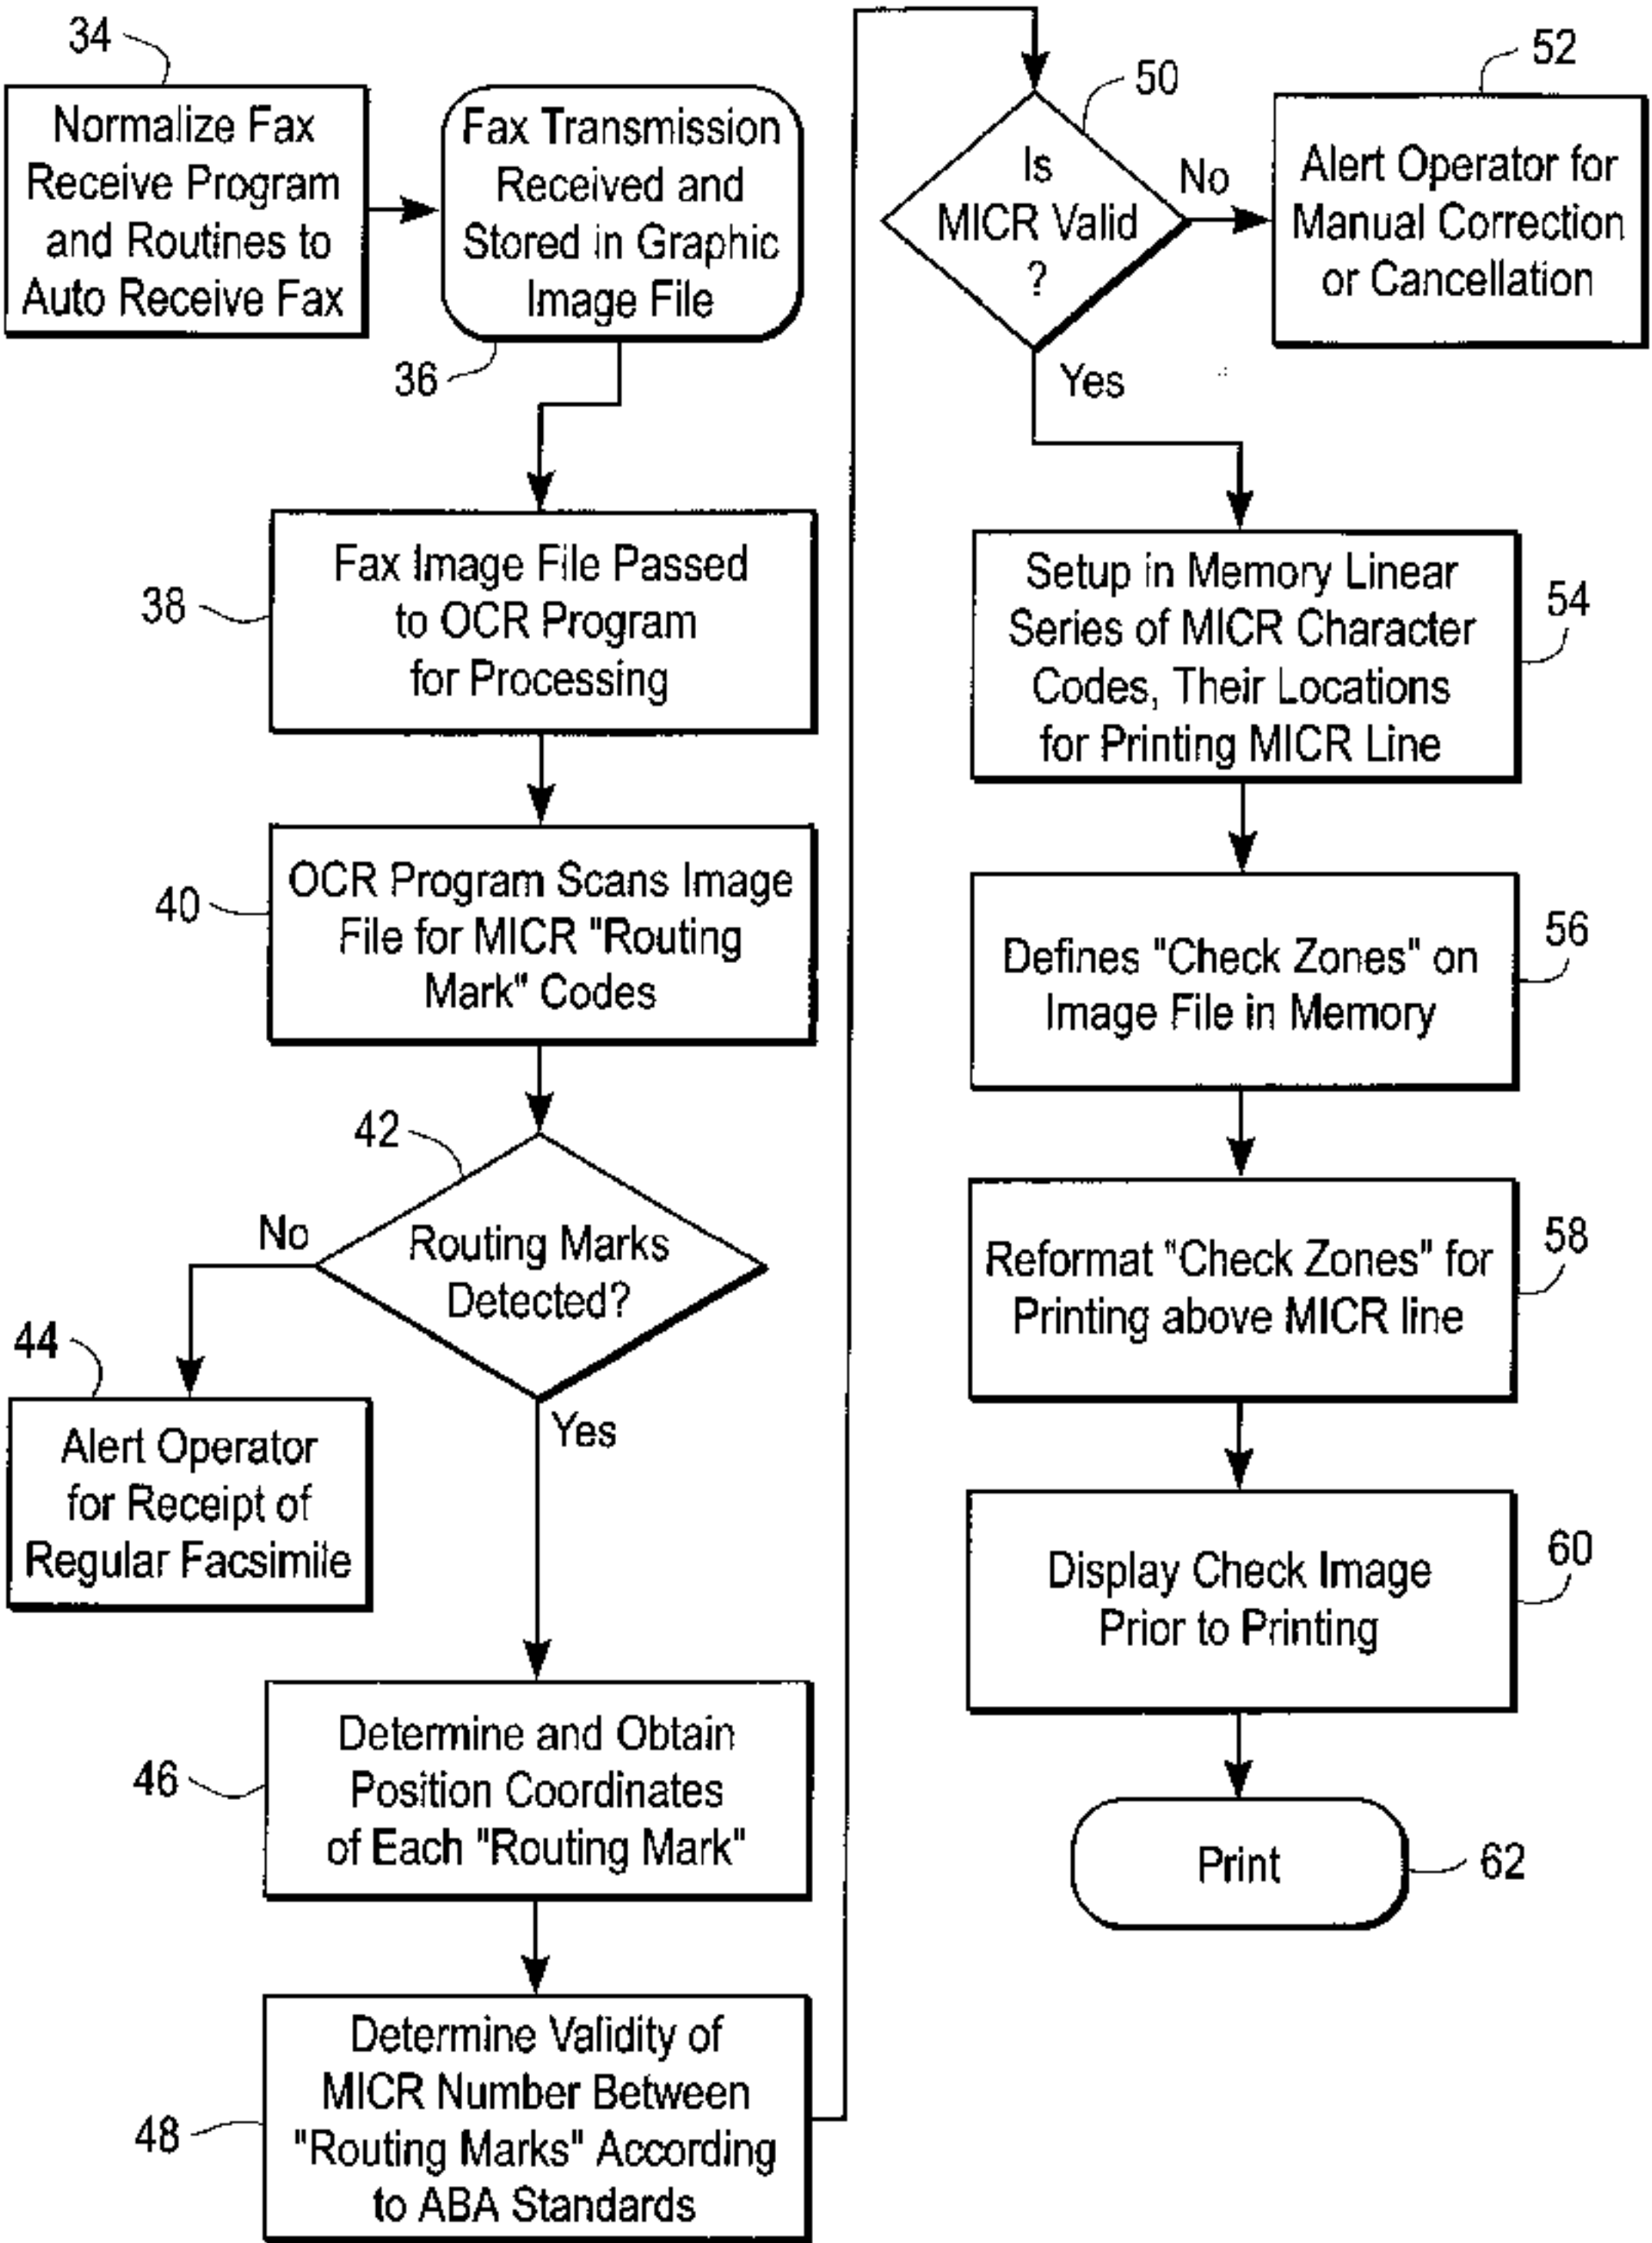 34
Normalize Fax
Receive Program
and Routines to
Auto Receive Fax
Fax Transmission
Received and
Stored in Graphic
Image File
36
38
Fax Image File Passed
to OCR Program
for Processing
40
OCR Program Scans Image
File for MICR "Routing
Mark" Codes
42
Routing Marks
Detected?
No
Yes
44
Alert Operator
for Receipt of
Regular Facsimile
46
Determine and Obtain
Position Coordinates
of Each "Routing Mark"
48
Determine Validity of
MICR Number Between
"Routing Marks" According
to ABA Standards
50
Is
MICR Valid
?
No
Yes
52
Alert Operator for
Manual Correction
or Cancellation
54
Setup in Memory Linear
Series of MICR Character
Codes, Their Locations
for Printing MICR Line
56
Defines "Check Zones" on
Image File in Memory
58
Reformat "Check Zones" for
Printing above MICR line
60
Display Check Image
Prior to Printing
Print
62